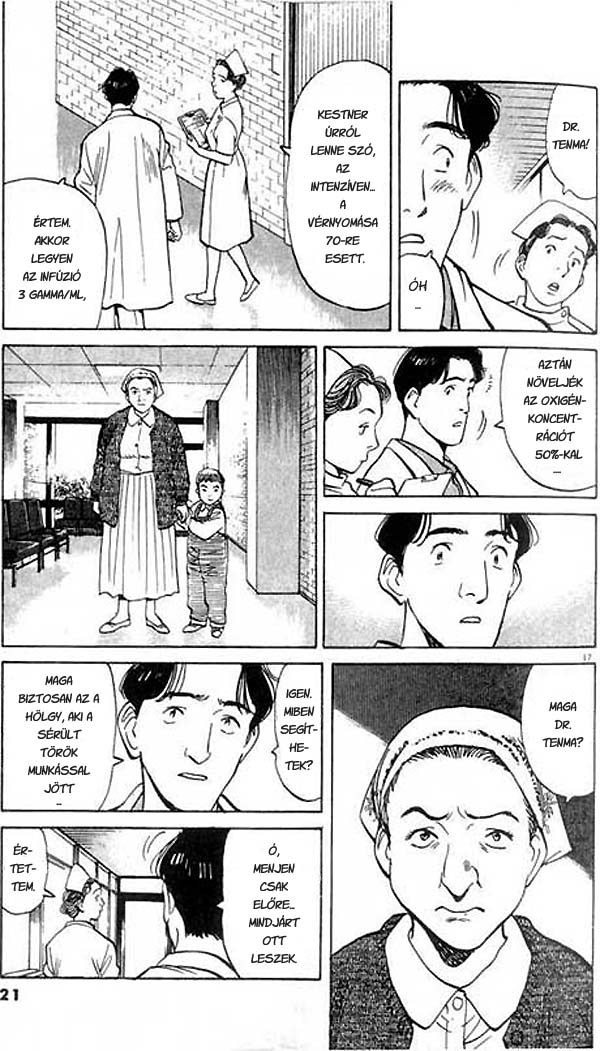 DR.
TENMA!
ÓH
..
KESTNER
ÚRRÓL
LENNE SZÓ,
AZ
INTENZÍVEN...
A
VÉRNYOMÁSA
70-RE
ESETT.
ÉRTEM.
AKKOR
LEGYEN
AZ INFÚZIÓ
3 GAMMA/ML,
AZTÁN
NÖVELJÉK
AZ OXIGÉN-
KONCENT-
RÁCIÓT
50%-KAL
...
17
MAGA
DR.
TENMA?
IGEN.
MIBEN
SEGÍT-
HE-
TEK?
MAGA
BIZTOSAN AZ A
HÖLGY, AKI A
SÉRÜLT
TÖRÖK
MUNKÁSSAL
JÖTT
..
Ó,
MENJEN
CSAK
ELŐRE...
MINDJÁRT
OTT
LESZEK.
ÉR-
TET-
TEM.
21